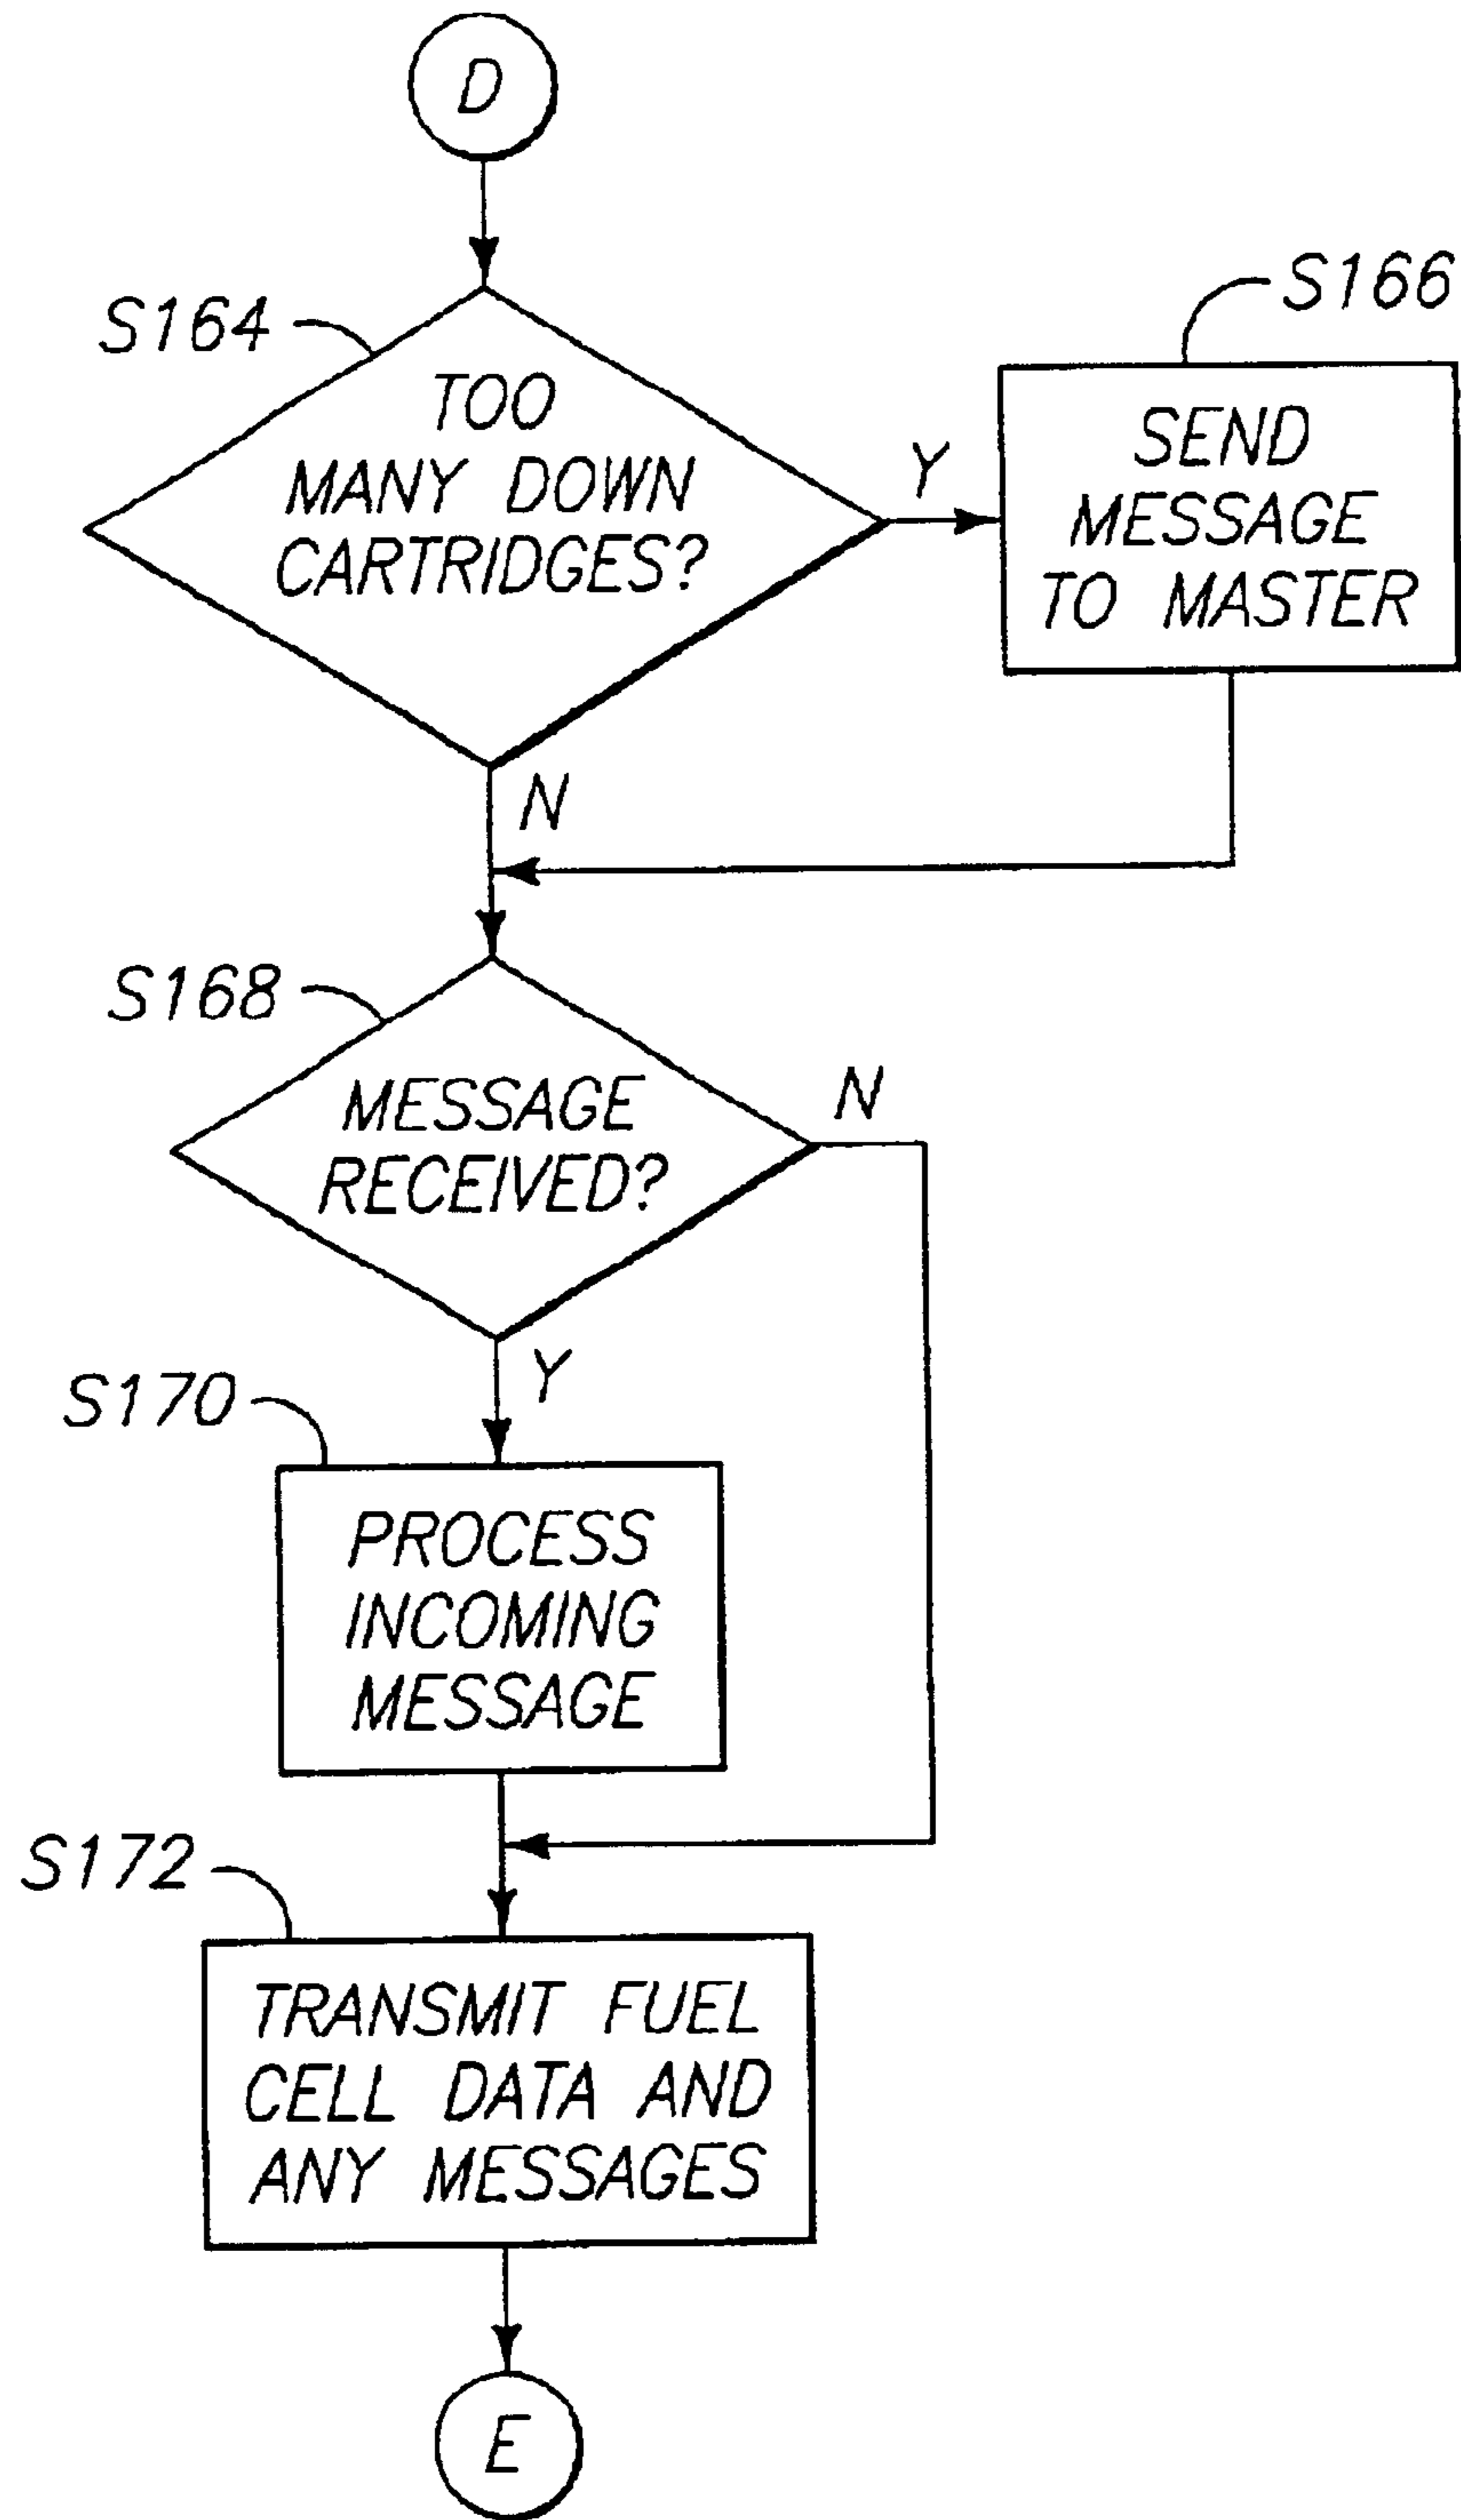 D
S164
TOO
MANY DOWN
CARTRIDGES?
Y
S166
SEND
MESSAGE
TO MASTER
N
S168
MESSAGE
RECEIVED?
N
Y
S170
PROCESS
INCOMING
MESSAGE
S172
TRANSMIT FUEL
CELL DATA AND
ANY MESSAGES
E